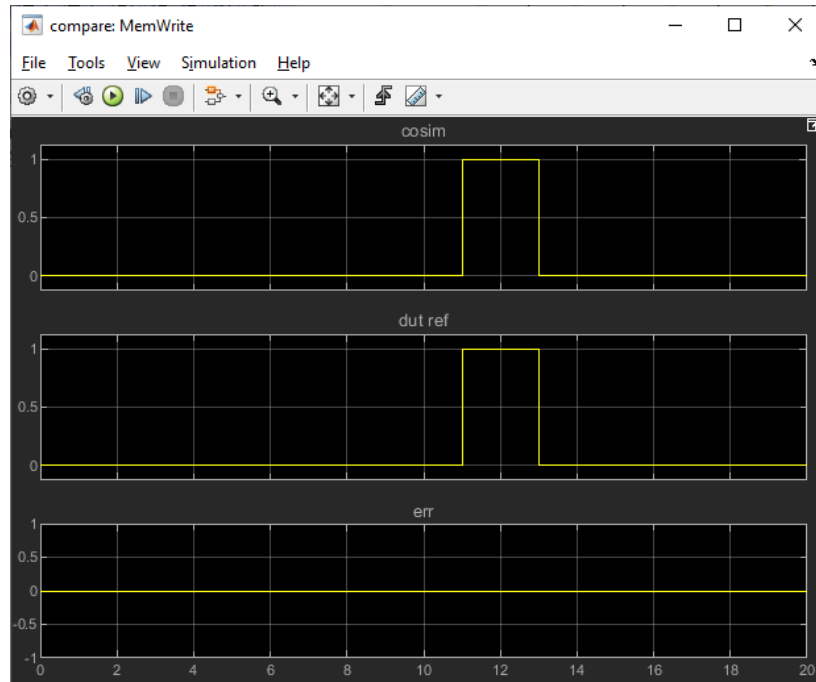 compare: MemWrite
File Tools View Simulation Help
cosim
1
0.5
0
dut ref
1
0.5
0
err
1
0.5
0
-0.5
-1
0 2 4 6 8 10 12 14 16 18 20